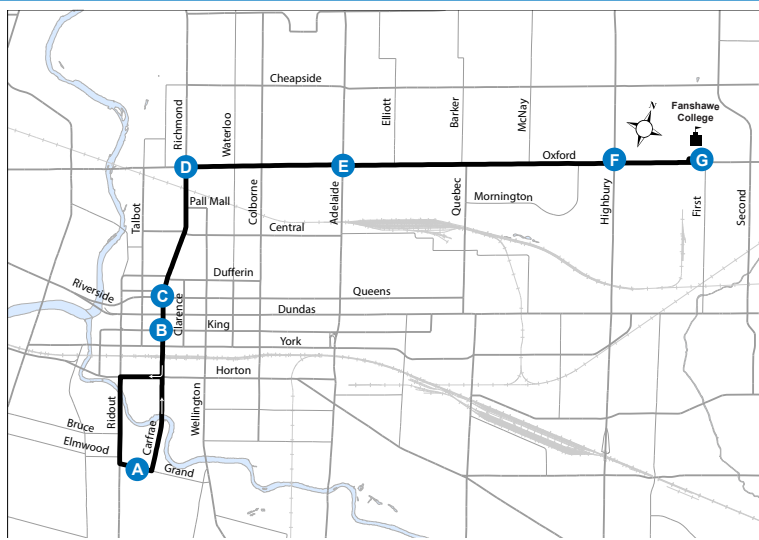 Cheapside
Richmond
Waterloo
Elliott
Barker
McNay
N
Fanshawe
College
D
E
Oxford
F
G
Talbot
Pall Mall
Colborne
Adelaide
Quebec
Mornington
Highbury
First
Second
Central
Dufferin
Riverside
C
Clarence
Queens
Dundas
B
King
York
Horton
Ridout
Wellington
Bruce
Elmwood
Carfrae
A
Grand